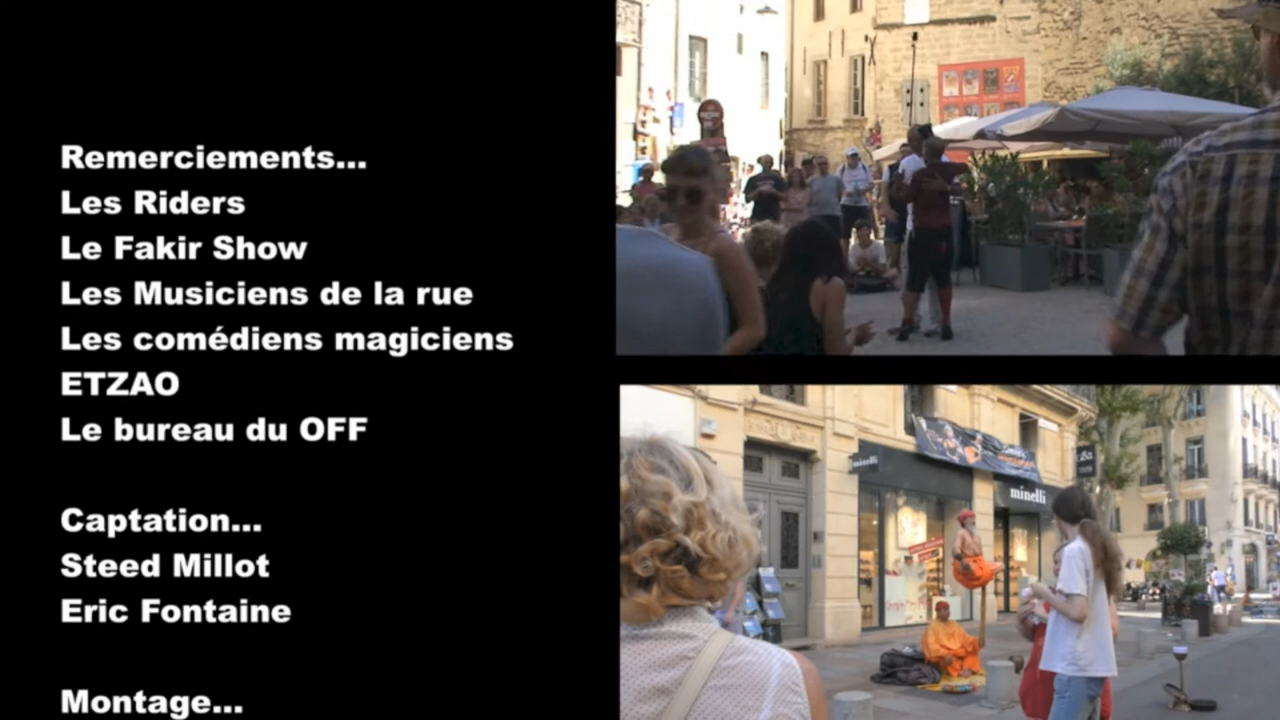 Remerciements...
Les Riders
Le Fakir Show
Les Musiciens de la rue
Les comédiens magiciens
ETZAO
Le bureau du OFF
Captation...
Steed Millot
Eric Fontaine
Montage...
minelli
minelli